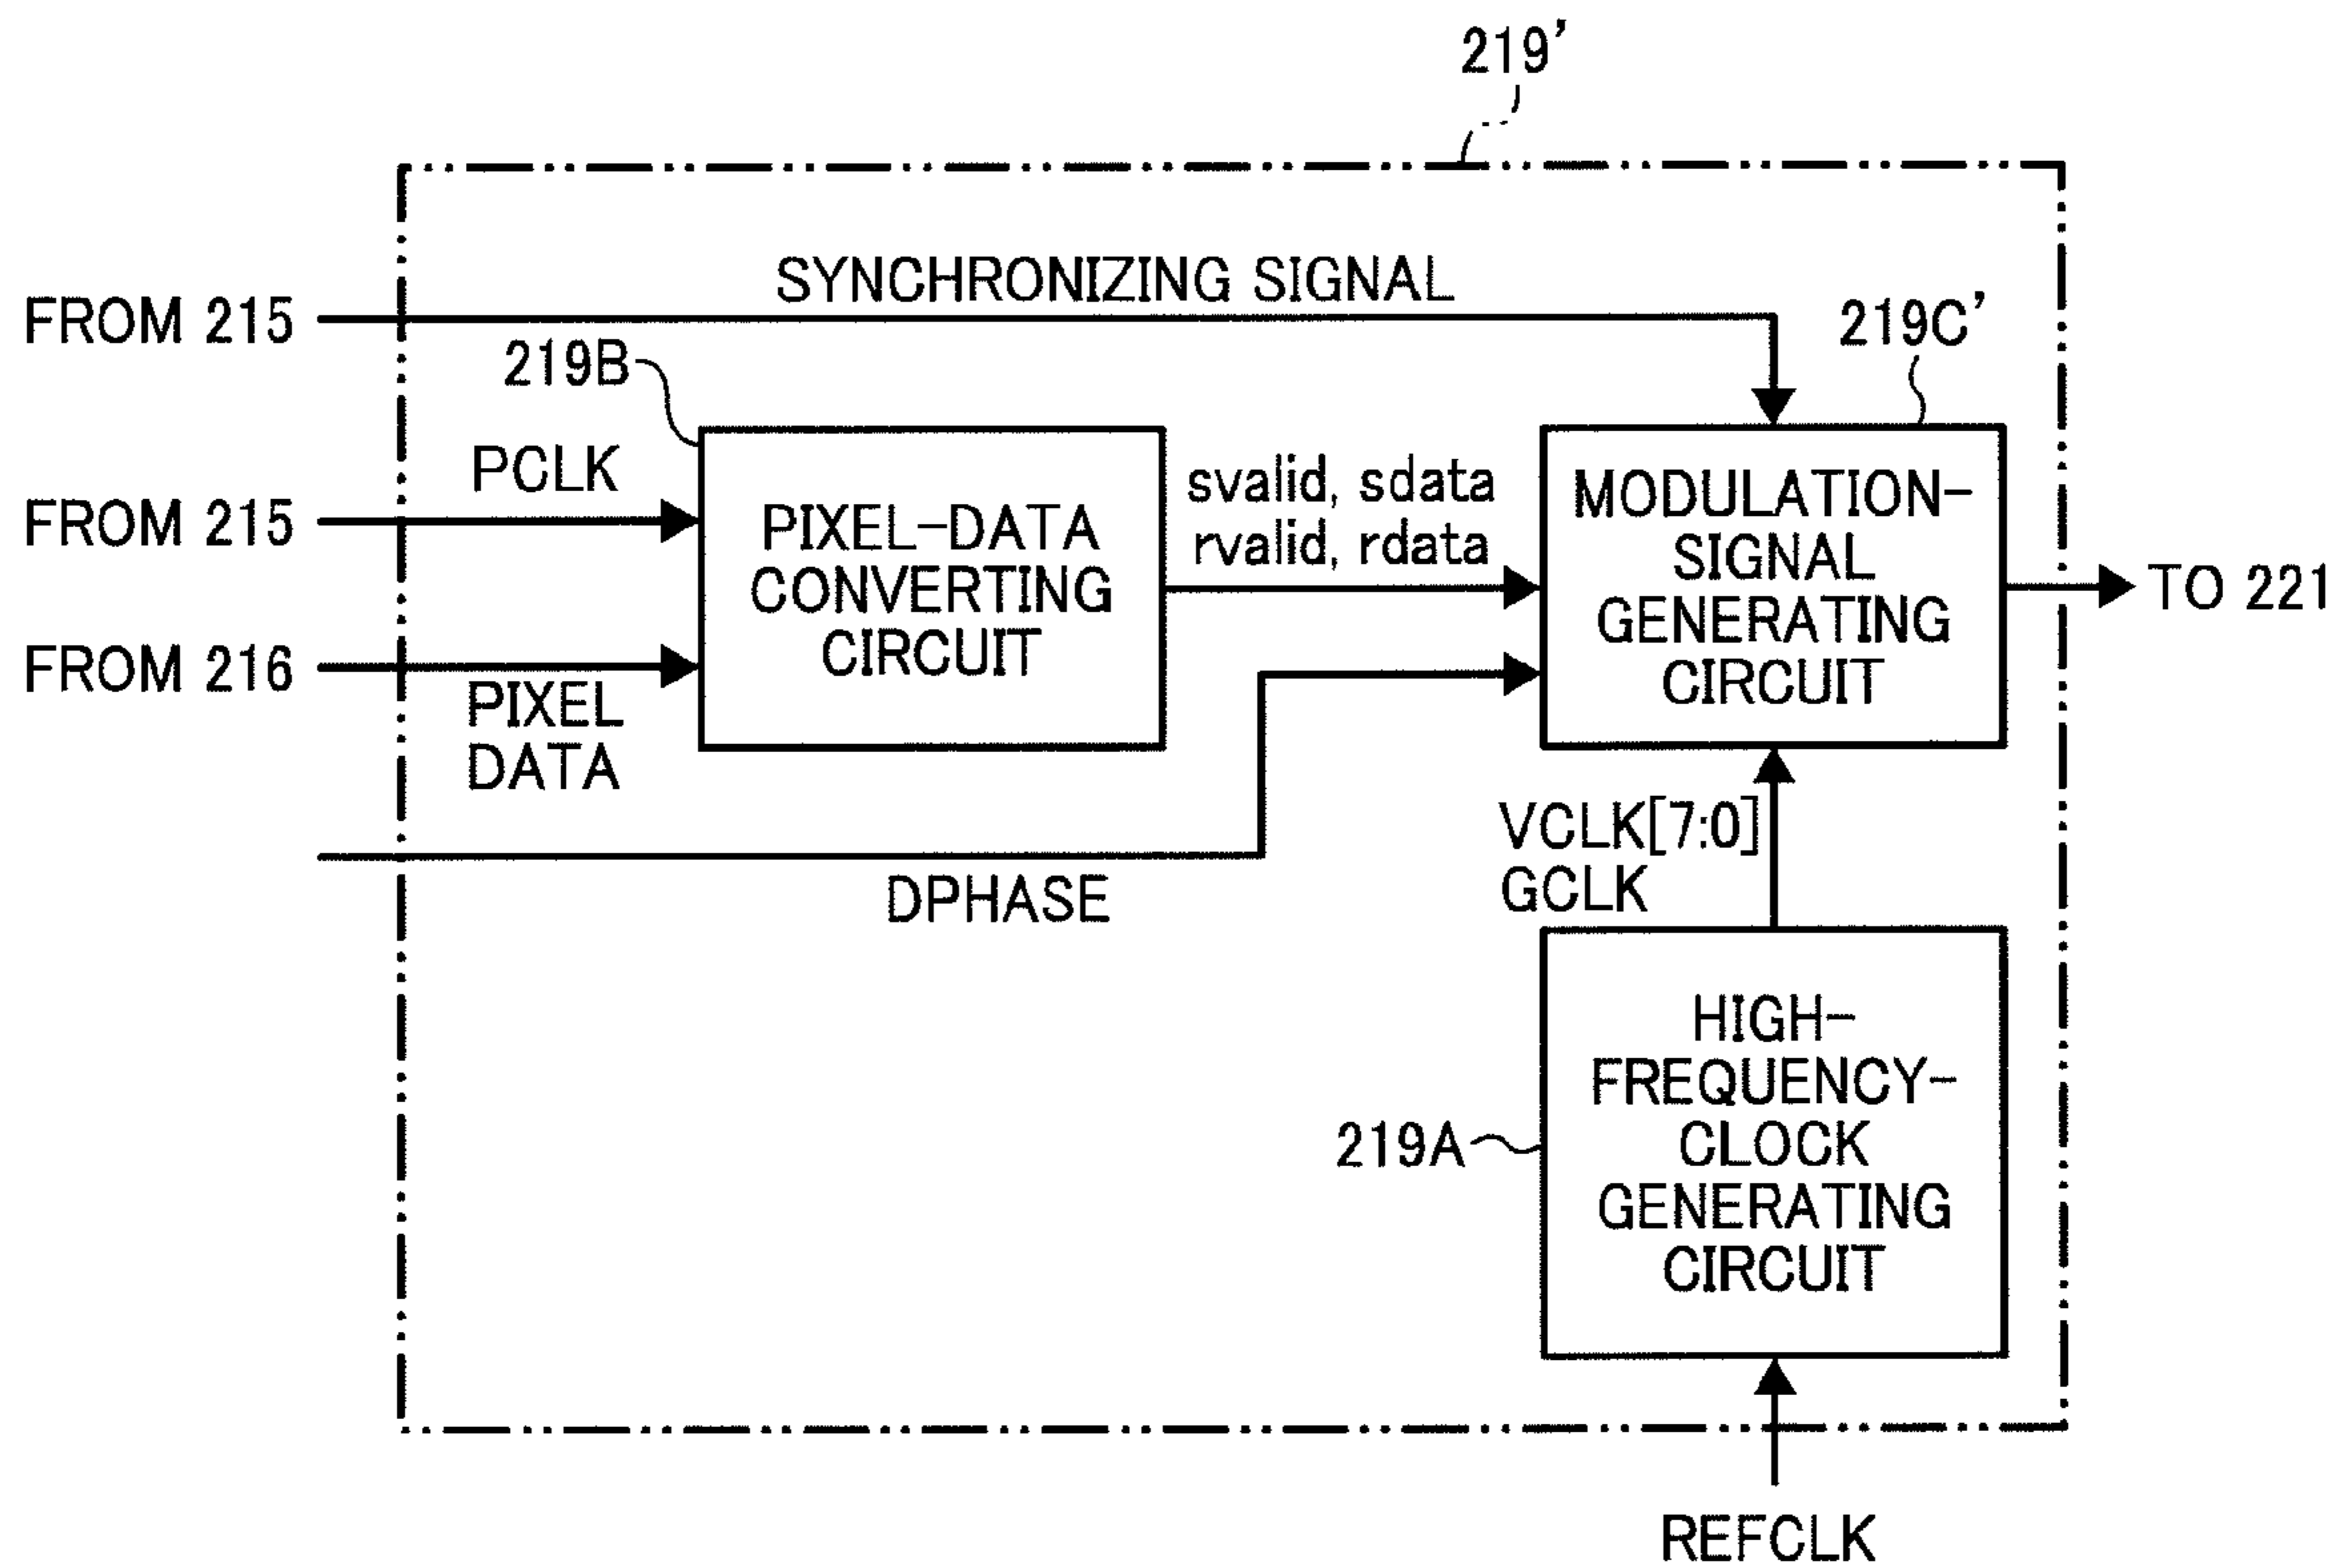 219'
SYNCHRONIZING SIGNAL
FROM 215
219C'
219B
PCLK
FROM 215
svalid, sdata
rvalid, rdata
PIXEL-DATA
CONVERTING
CIRCUIT
MODULATION-
SIGNAL
GENERATING
CIRCUIT
TO 221
FROM 216
PIXEL
DATA
DPHASE
VCLK[7:0]
GCLK
219A
HIGH-
FREQUENCY-
CLOCK
GENERATING
CIRCUIT
REFCLK